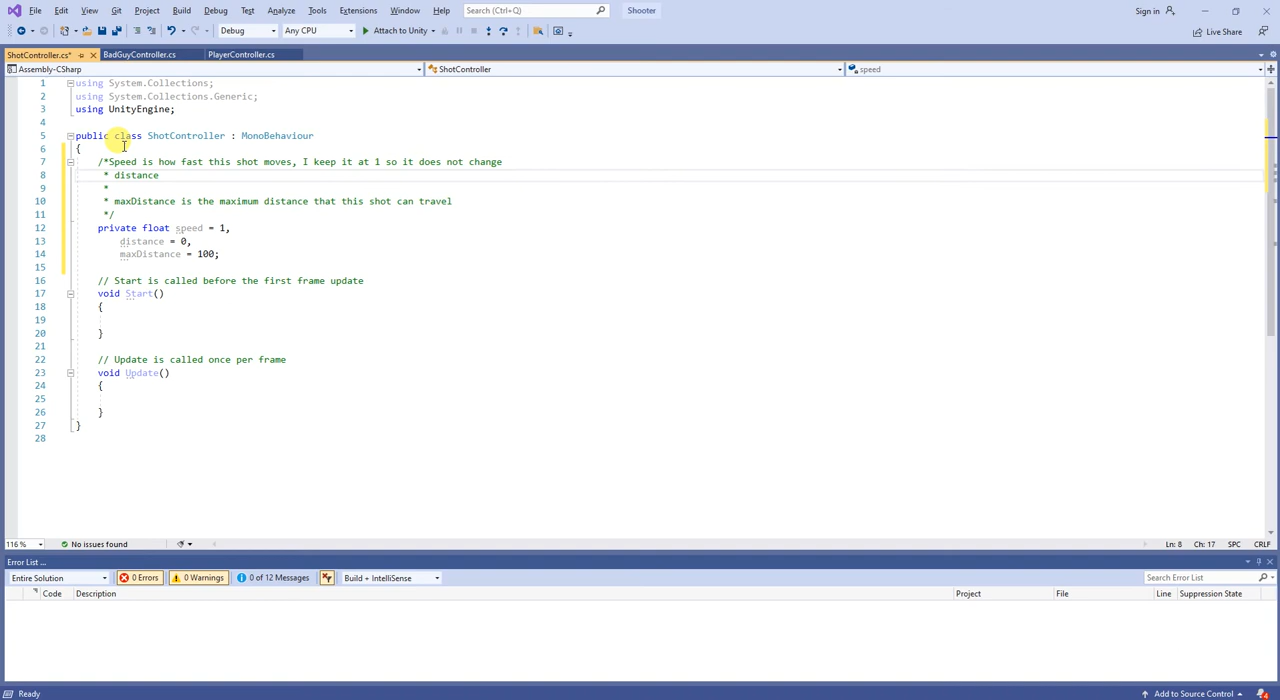 File Edit View Git Project Build Debug Test Analyze Tools Extensions Window Help Search (Ctrl+Q) Shooter Sign in
Debug Any CPU Attach to Unity Live Share
ShotController.cs* BadGuyController.cs PlayerController.cs
Assembly-CSharp ShotController speed
1 using System.Collections;
2 using System.Collections.Generic;
3 using UnityEngine;
4
5 public class ShotController : MonoBehaviour
6 {
7 /*Speed is how fast this shot moves, I keep it at 1 so it does not change
8 * distance
9 *
10 * maxDistance is the maximum distance that this shot can travel
11 */
12 private float speed = 1,
13 distance = 0,
14 maxDistance = 100;
15
16 // Start is called before the first frame update
17 void Start()
18 {
19
20 }
21
22 // Update is called once per frame
23 void Update()
24 {
25
26 }
27 }
28
116 % No issues found Ln: 8 Ch: 17 SPC CRLF
Error List ...
Entire Solution 0 Errors 0 Warnings 0 of 12 Messages Build + IntelliSense Search Error List
Code Description Project File Line Suppression State
Ready Add to Source Control 4